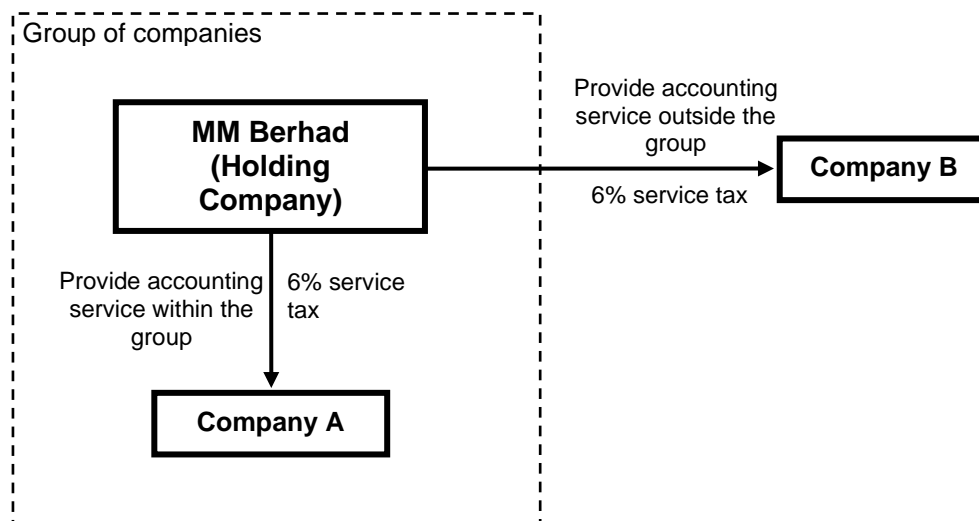 Group of companies
MM Berhad
(Holding
Company)
Provide accounting
service outside the
group
6% service tax
Company B
Provide accounting
service within the
group
6% service
tax
Company A